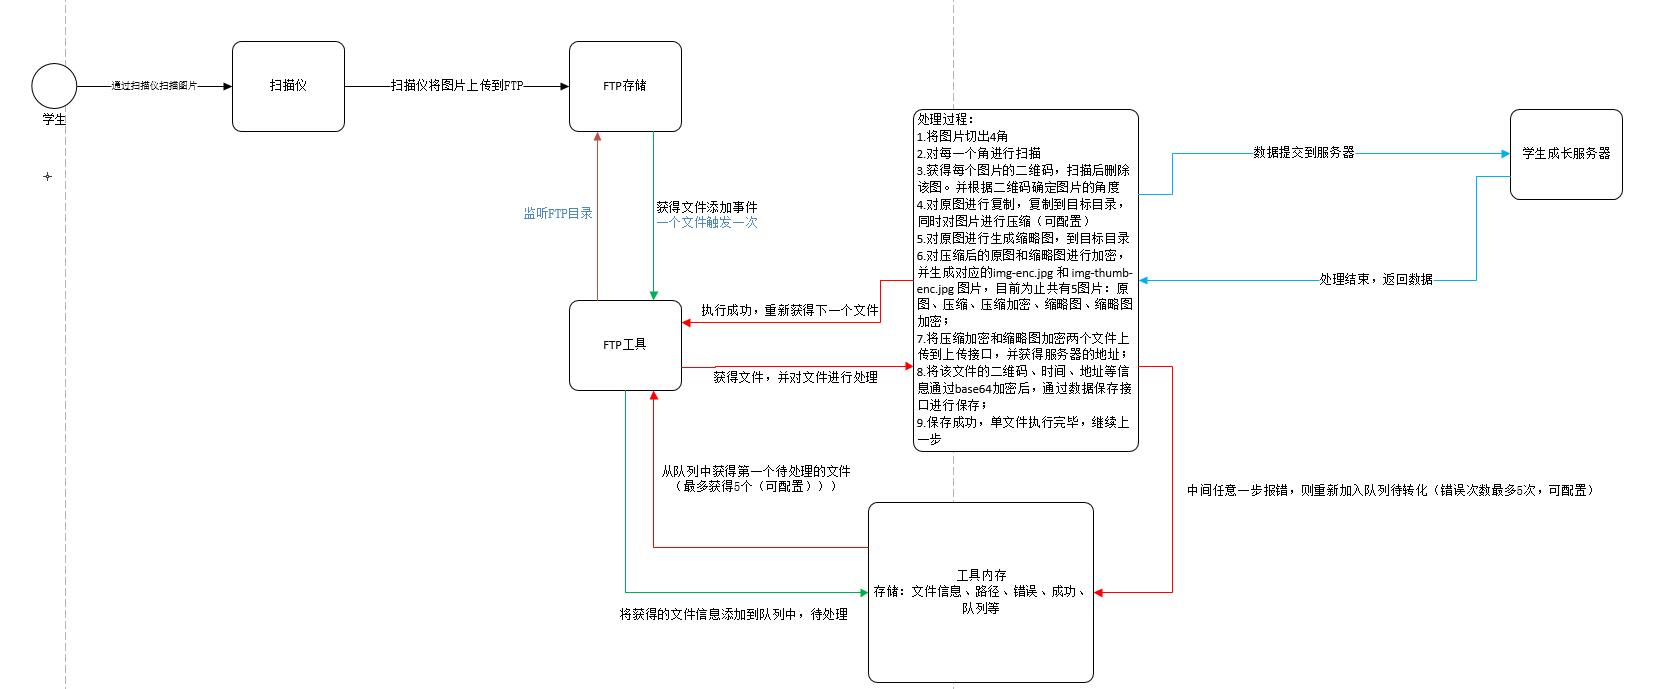 学生
通过扫描仪扫描图片
扫描仪
扫描仪将图片上传到FTP
FTP存储
监听FTP目录
获得文件添加事件
一个文件触发一次
FTP工具
执行成功，重新获得下一个文件
获得文件，并对文件进行处理
处理过程：
1.将图片切出4角
2.对每一个角进行扫描
3.获得每个图片的二维码，扫描后删除
该图。并根据二维码确定图片的角度
4.对原图进行复制，复制到目标目录，
同时对图片进行压缩（可配置）
5.对原图进行生成缩略图，到目标目录
6.对压缩后的原图和缩略图进行加密，
并生成对应的img-enc.jpg 和 img-thumb-
enc.jpg 图片，目前为止共有5图片：原
图、压缩、压缩加密、缩略图、缩略图
加密；
7.将压缩加密和缩略图加密两个文件上
传到上传接口，并获得服务器的地址；
8.将该文件的二维码、时间、地址等信
息通过base64加密后，通过数据保存接
口进行保存；
9.保存成功，单文件执行完毕，继续上
一步
数据提交到服务器
学生成长服务器
处理结束，返回数据
从队列中获得第一个待处理的文件
（最多获得5个（可配置）））
中间任意一步报错，则重新加入队列待转化（错误次数最多5次，可配置）
工具内存
存储：文件信息、路径、错误、成功、
队列等
将获得的文件信息添加到队列中，待处理